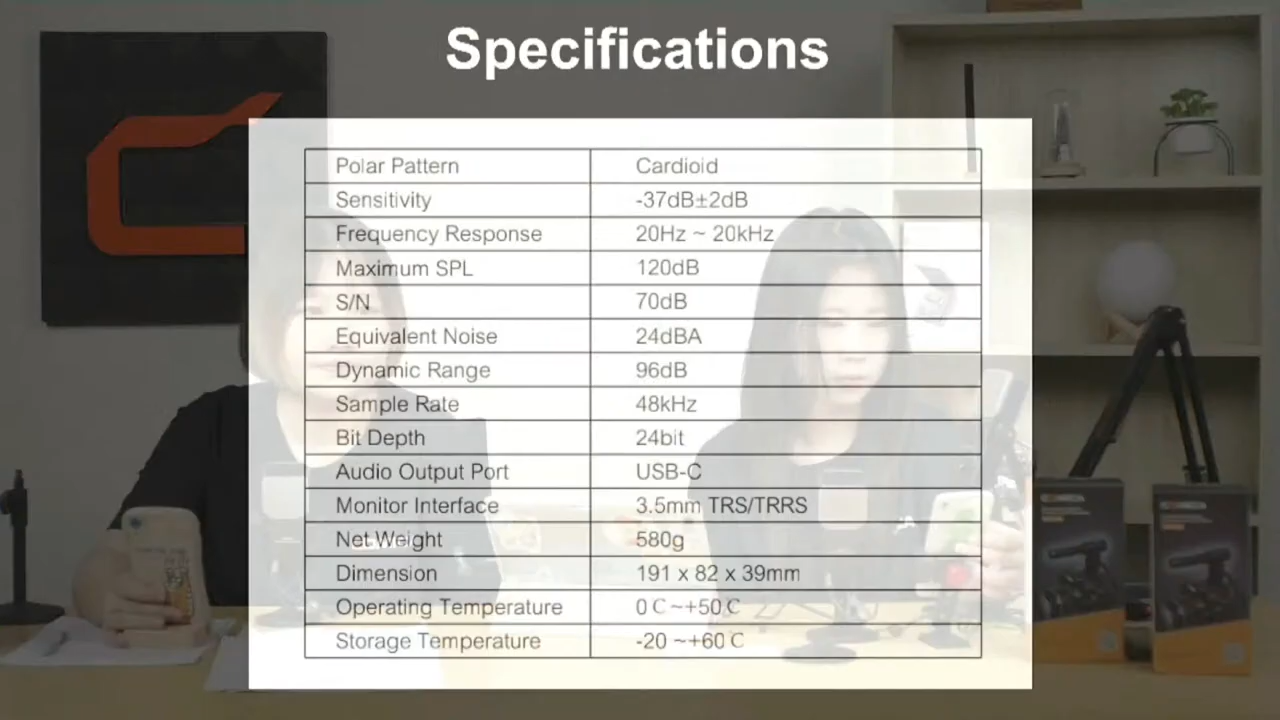 Specifications
Polar Pattern Cardioid
Sensitivity -37dB±2dB
Frequency Response 20Hz ~ 20kHz
Maximum SPL 120dB
S/N 70dB
Equivalent Noise 24dBA
Dynamic Range 96dB
Sample Rate 48kHz
Bit Depth 24bit
Audio Output Port USB-C
Monitor Interface 3.5mm TRS/TRRS
Net Weight 580g
Dimension 191 x 82 x 39mm
Operating Temperature 0℃~+50℃
Storage Temperature -20 ~+60℃